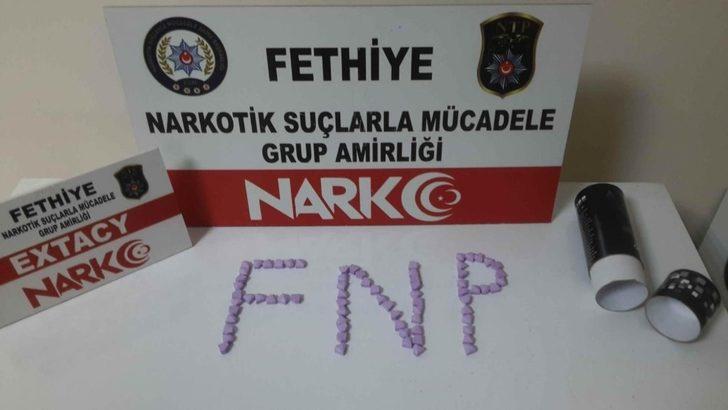 FETHİYE
NARKOTİK SUÇLARLA MÜCADELE
GRUP AMİRLİĞİ
NARKO
FETHİYE
NARKOTİK SUÇLARLA MÜCADELE
GRUP AMİRLİĞİ
EXTACY
NARKO
FNP